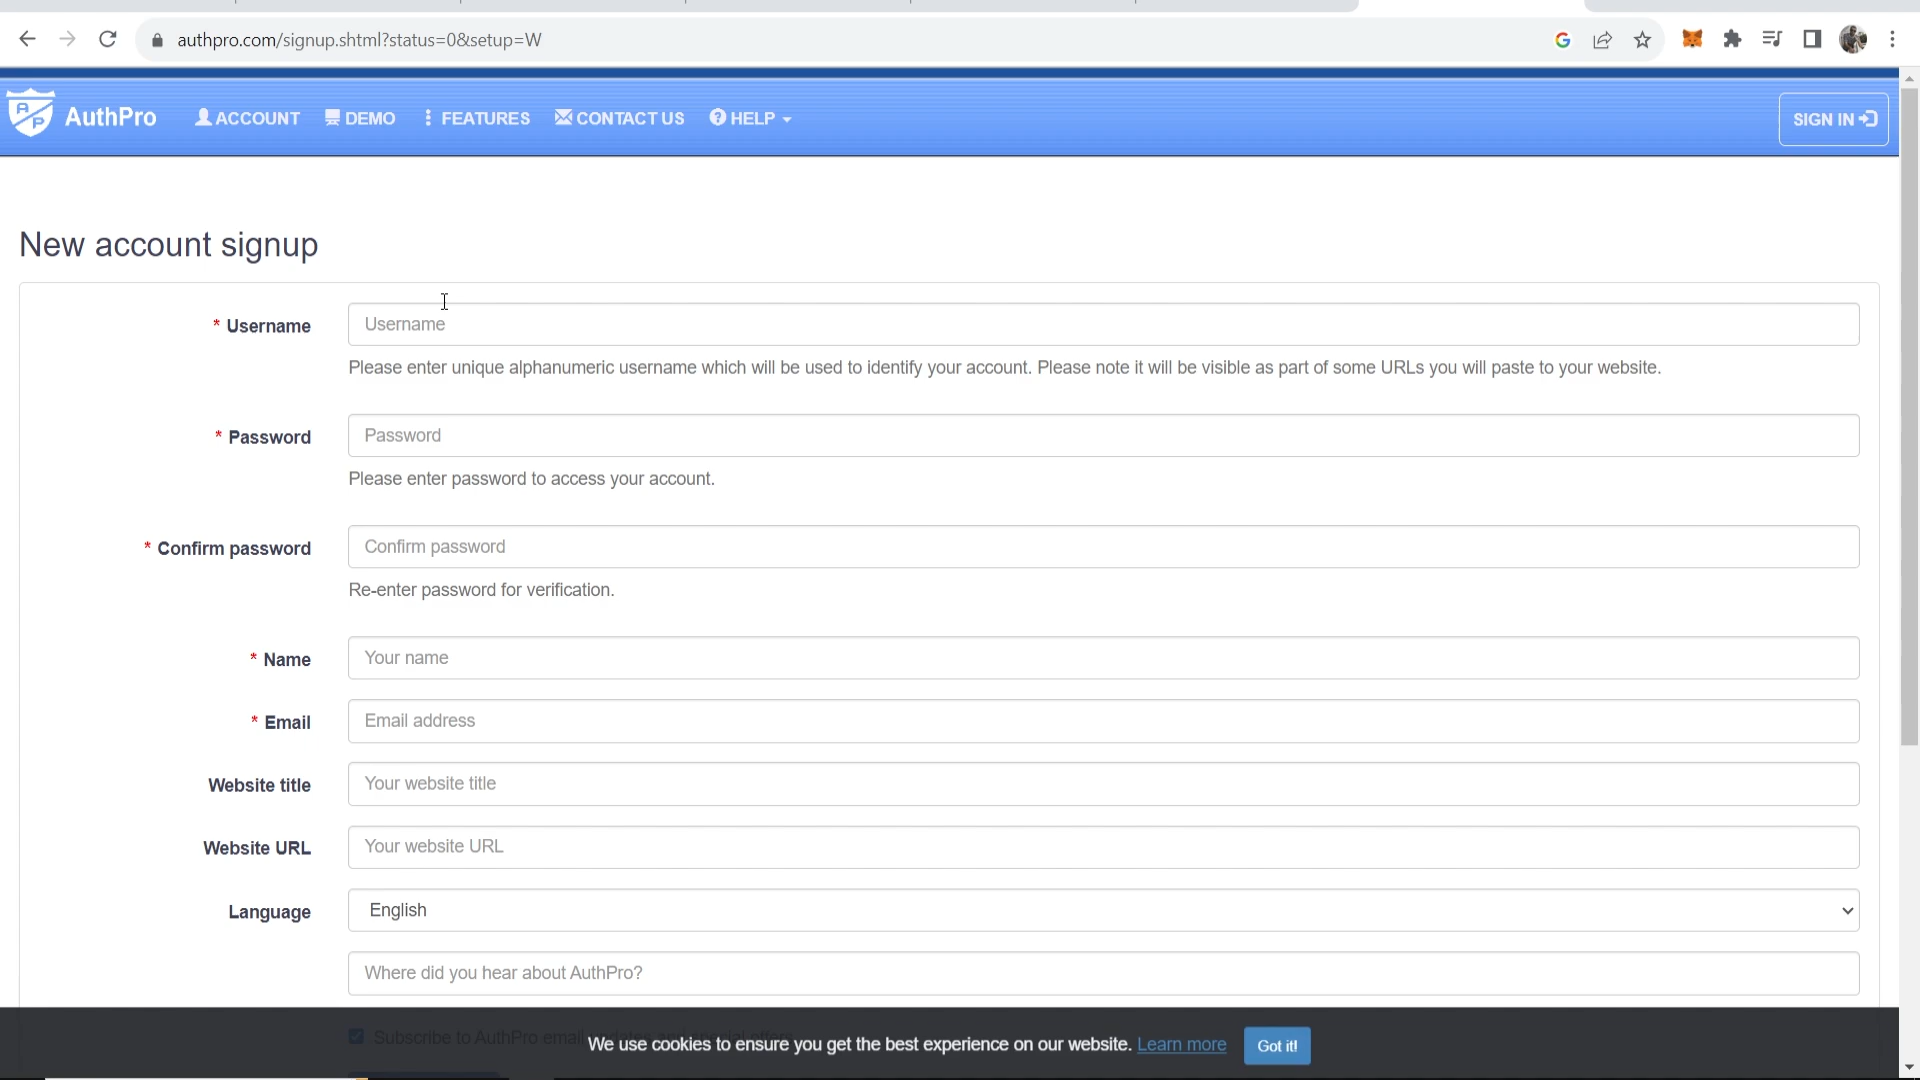 authpro.com/signup.shtml?status=0&setup=W
AP AuthPro ACCOUNT DEMO FEATURES CONTACT US HELP SIGN IN
New account signup
* Username Username
Please enter unique alphanumeric username which will be used to identify your account. Please note it will be visible as part of some URLs you will paste to your website.
* Password Password
Please enter password to access your account.
* Confirm password Confirm password
Re-enter password for verification.
* Name Your name
* Email Email address
Website title Your website title
Website URL Your website URL
Language English
Where did you hear about AuthPro?
Subscribe to AuthPro email
We use cookies to ensure you get the best experience on our website. Learn more Got it!